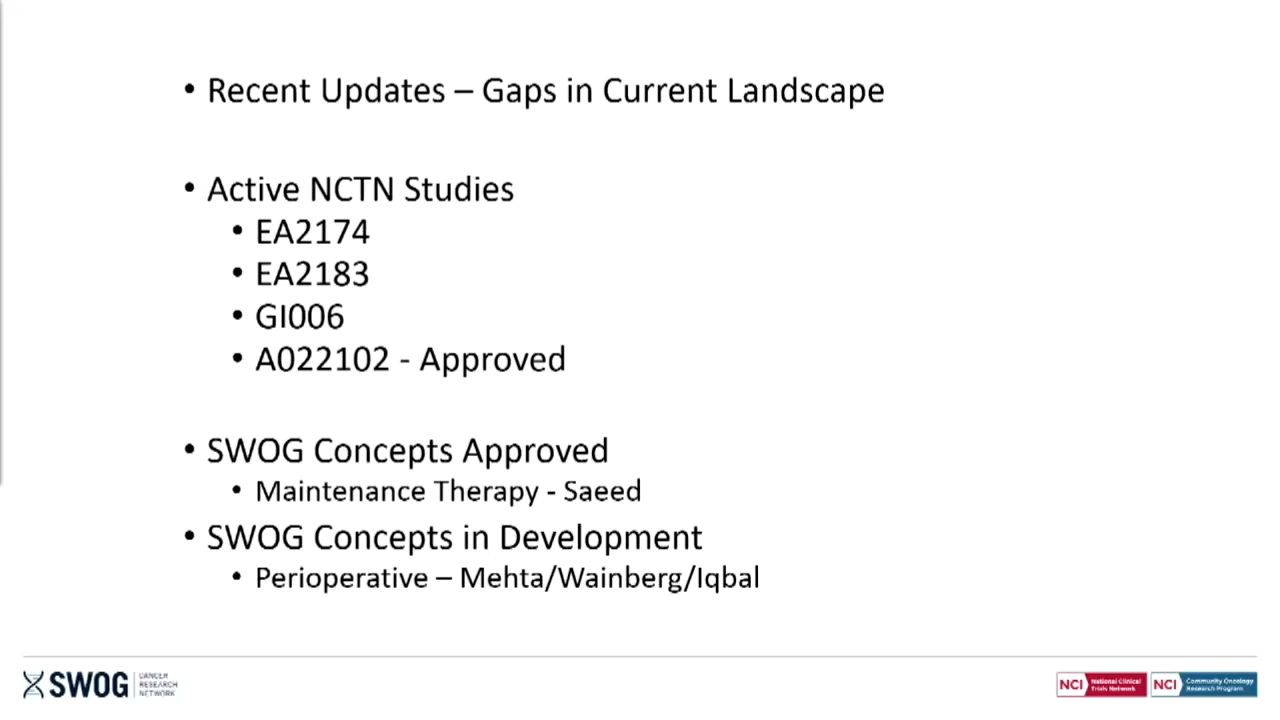 • Recent Updates – Gaps in Current Landscape
• Active NCTN Studies
• EA2174
• EA2183
• GI006
• A022102 - Approved
• SWOG Concepts Approved
• Maintenance Therapy - Saeed
• SWOG Concepts in Development
• Perioperative – Mehta/Wainberg/Iqbal
SWOG
CANCER
RESEARCH
NETWORK
NCI
National Clinical
Trials Network
NCI
Community Oncology
Research Program